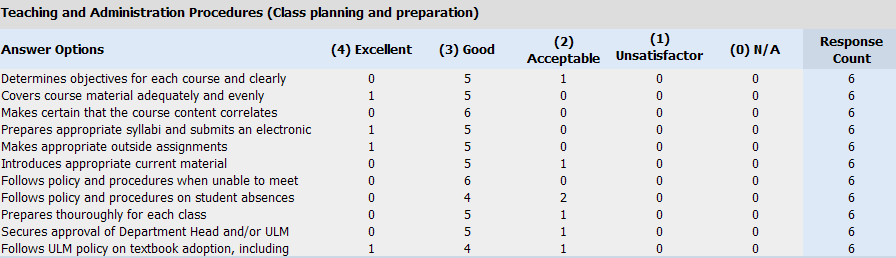 Teaching and Administration Procedures (Class planning and preparation)
Answer Options (4) Excellent (3) Good (2) Acceptable (1) Unsatisfactor (0) N/A Response Count
Determines objectives for each course and clearly 0 5 1 0 0 6
Covers course material adequately and evenly 1 5 0 0 0 6
Makes certain that the course content correlates 0 6 0 0 0 6
Prepares appropriate syllabi and submits an electronic 1 5 0 0 0 6
Makes appropriate outside assignments 1 5 0 0 0 6
Introduces appropriate current material 0 5 1 0 0 6
Follows policy and procedures when unable to meet 0 6 0 0 0 6
Follows policy and procedures on student absences 0 4 2 0 0 6
Prepares thouroughly for each class 0 5 1 0 0 6
Secures approval of Department Head and/or ULM 0 5 1 0 0 6
Follows ULM policy on textbook adoption, including 1 4 1 0 0 6